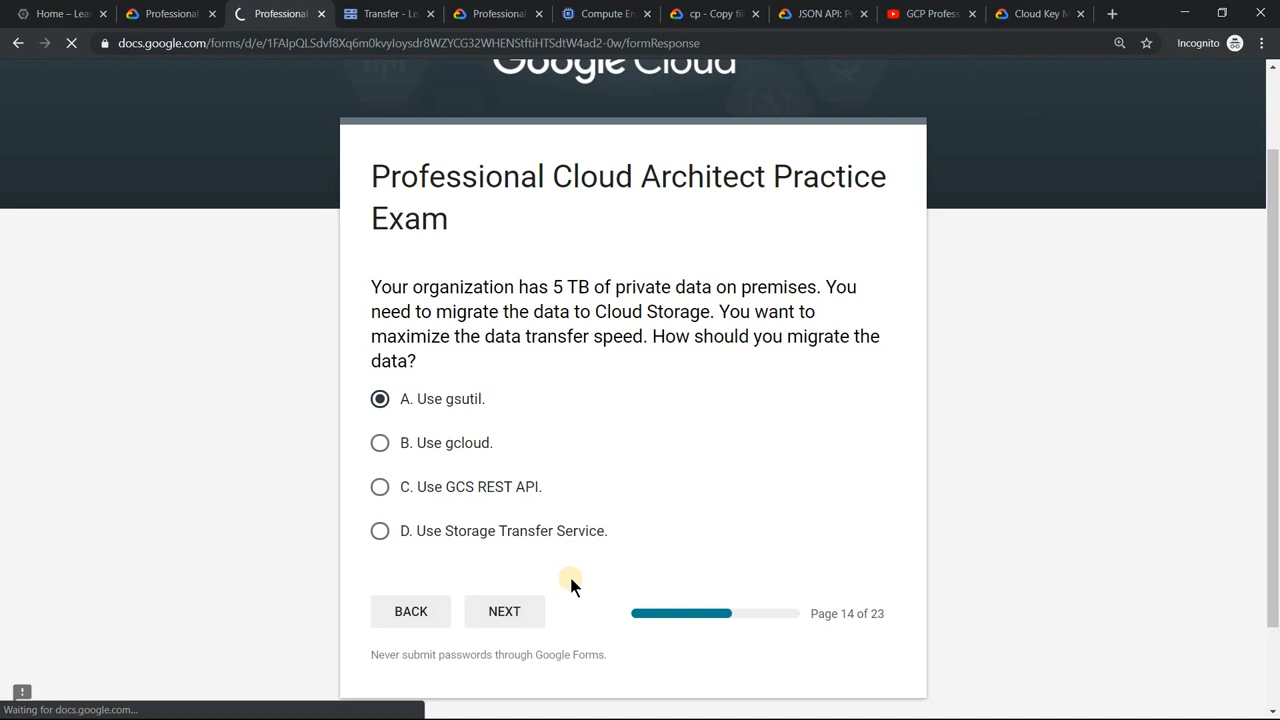 Home – Lea
Professional
Professional
Transfer - Le
Professional
Compute En
cp - Copy fil
JSON API: P
GCP Profess
Cloud Key M
docs.google.com/forms/d/e/1FAIpQLSdvf8Xq6m0kvyloysdr8WZYCG32WHENStftiHTSdtW4ad2-0w/formResponse
Incognito
Google Cloud
Professional Cloud Architect Practice
Exam
Your organization has 5 TB of private data on premises. You
need to migrate the data to Cloud Storage. You want to
maximize the data transfer speed. How should you migrate the
data?
A. Use gsutil.
B. Use gcloud.
C. Use GCS REST API.
D. Use Storage Transfer Service.
BACK
NEXT
Page 14 of 23
Never submit passwords through Google Forms.
Waiting for docs.google.com...